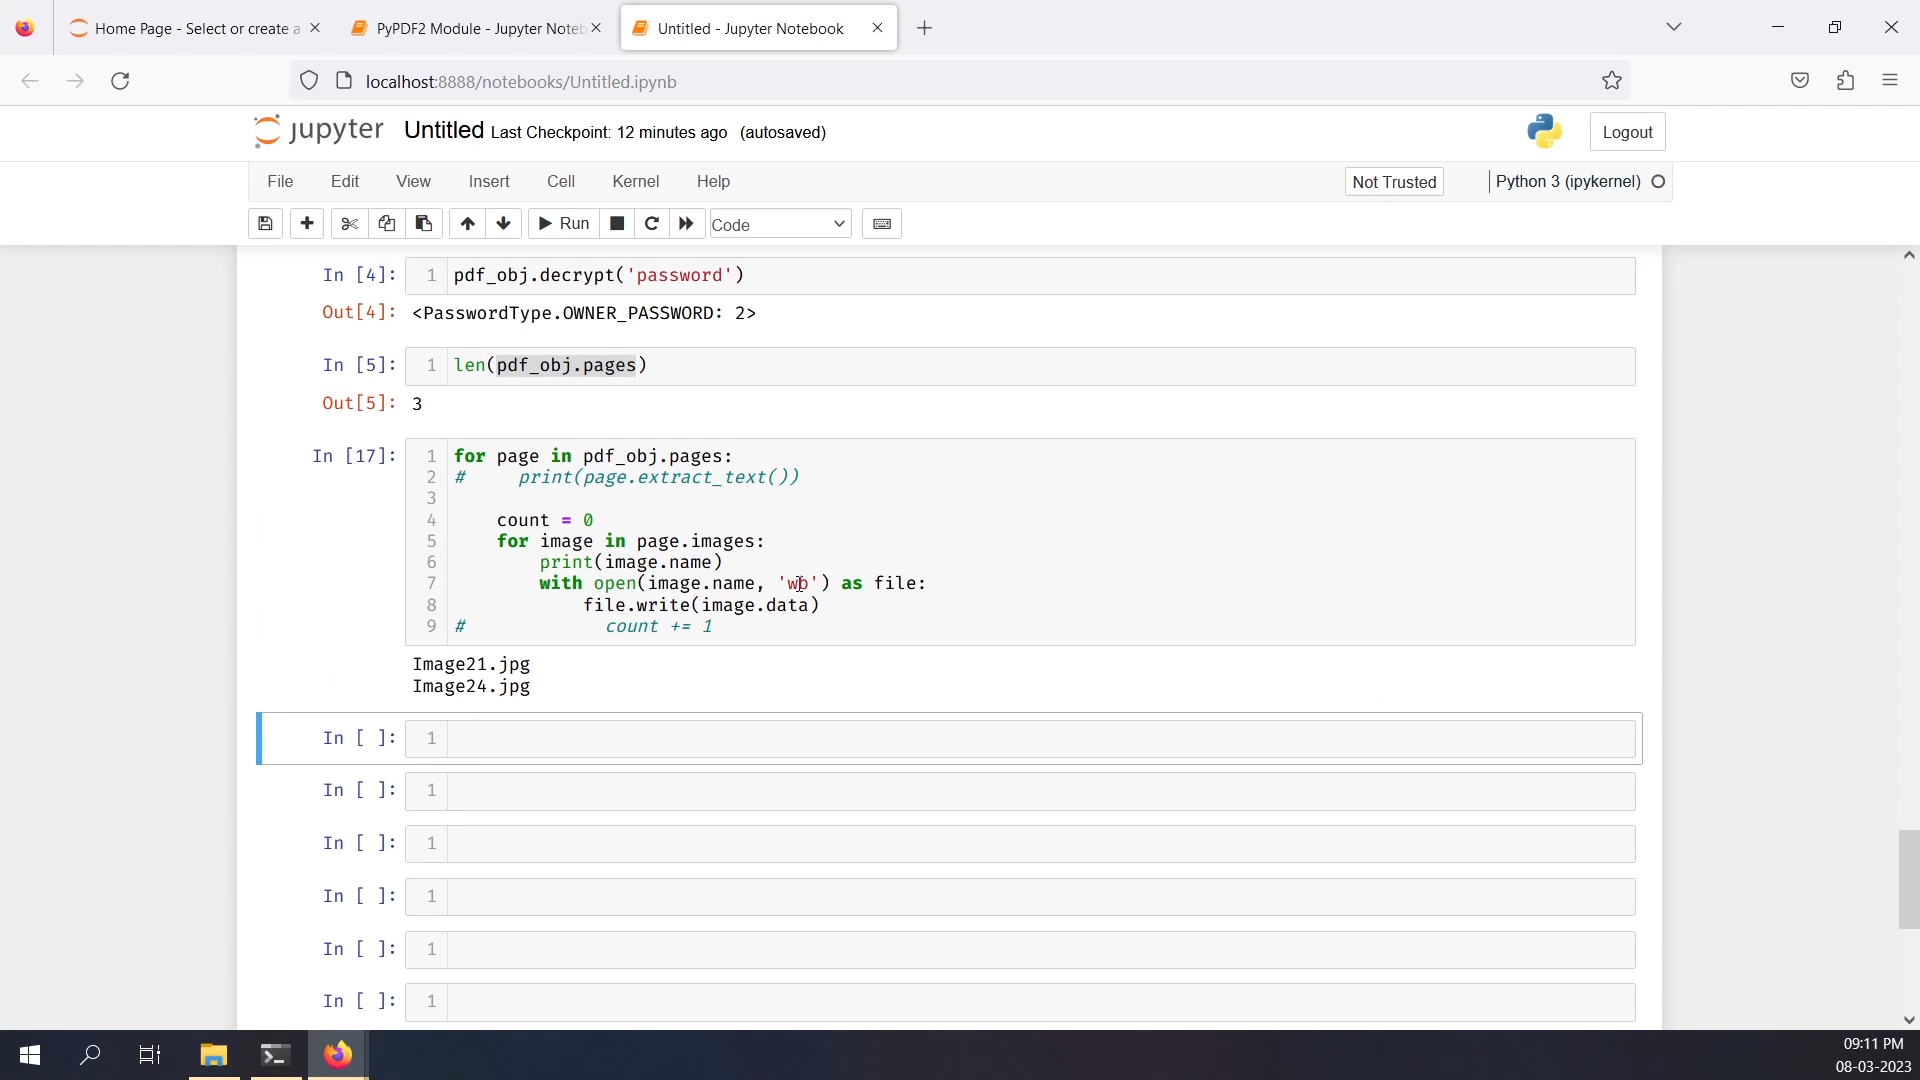 Home Page - Select or create a
PyPDF2 Module - Jupyter Noteb
Untitled - Jupyter Notebook
localhost:8888/notebooks/Untitled.ipynb
jupyter Untitled Last Checkpoint: 12 minutes ago (autosaved)
Logout
File Edit View Insert Cell Kernel Help
Not Trusted
Python 3 (ipykernel)
Run
Code
In [4]: 1 pdf_obj.decrypt('password')
Out[4]: <PasswordType.OWNER_PASSWORD: 2>
In [5]: 1 len(pdf_obj.pages)
Out[5]: 3
In [17]: 1 for page in pdf_obj.pages:
2 #     print(page.extract_text())
3
4     count = 0
5     for image in page.images:
6         print(image.name)
7         with open(image.name, 'wb') as file:
8             file.write(image.data)
9 #             count += 1
Image21.jpg
Image24.jpg
In [ ]: 1
In [ ]: 1
In [ ]: 1
In [ ]: 1
In [ ]: 1
In [ ]: 1
09:11 PM
08-03-2023